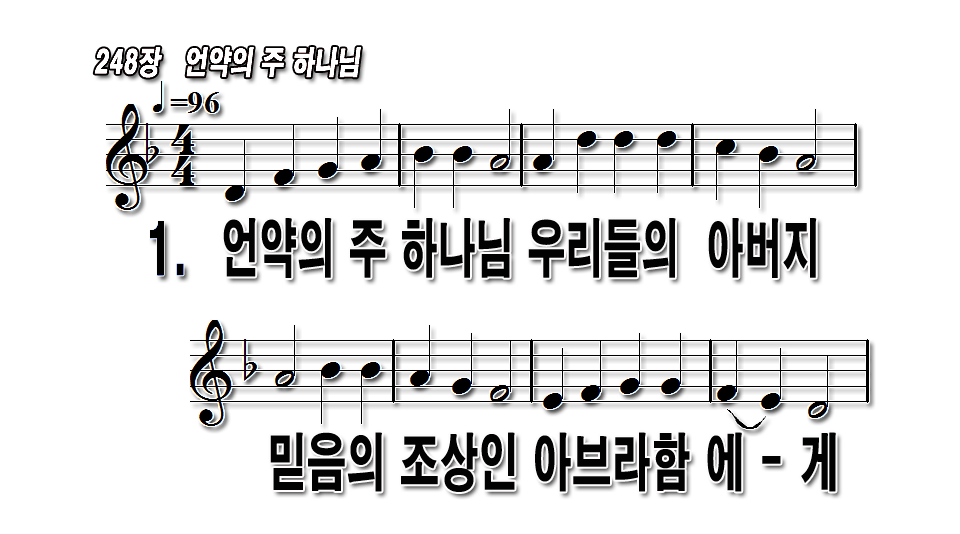 248장 언약의 주 하나님
♩=96
4
4
1. 언약의 주 하나님 우리들의 아버지
믿음의 조상인 아브라함 에 - 게